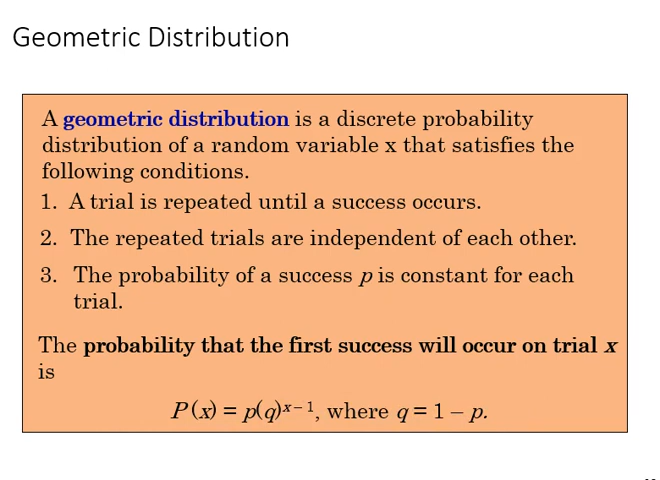 Geometric Distribution
A geometric distribution is a discrete probability
distribution of a random variable x that satisfies the
following conditions.
1. A trial is repeated until a success occurs.
2. The repeated trials are independent of each other.
3. The probability of a success p is constant for each
trial.
The probability that the first success will occur on trial x
is
P(x) = p(q)^{x – 1}, where q = 1 – p.